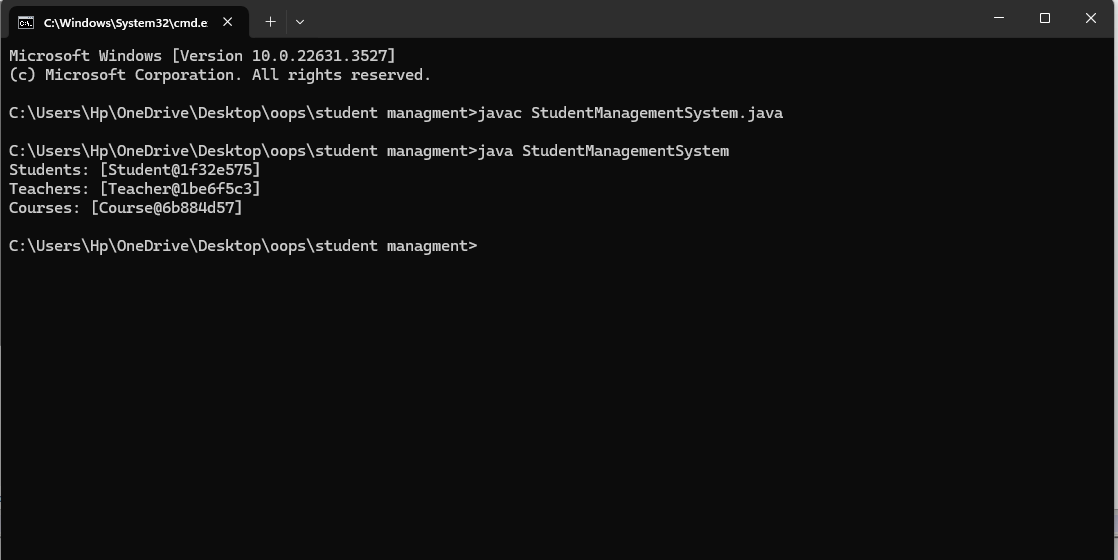 C:\Windows\System32\cmd.e
Microsoft Windows [Version 10.0.22631.3527]
(c) Microsoft Corporation. All rights reserved.
C:\Users\Hp\OneDrive\Desktop\oops\student managment>javac StudentManagementSystem.java
C:\Users\Hp\OneDrive\Desktop\oops\student managment>java StudentManagementSystem
Students: [Student@1f32e575]
Teachers: [Teacher@1be6f5c3]
Courses: [Course@6b884d57]
C:\Users\Hp\OneDrive\Desktop\oops\student managment>